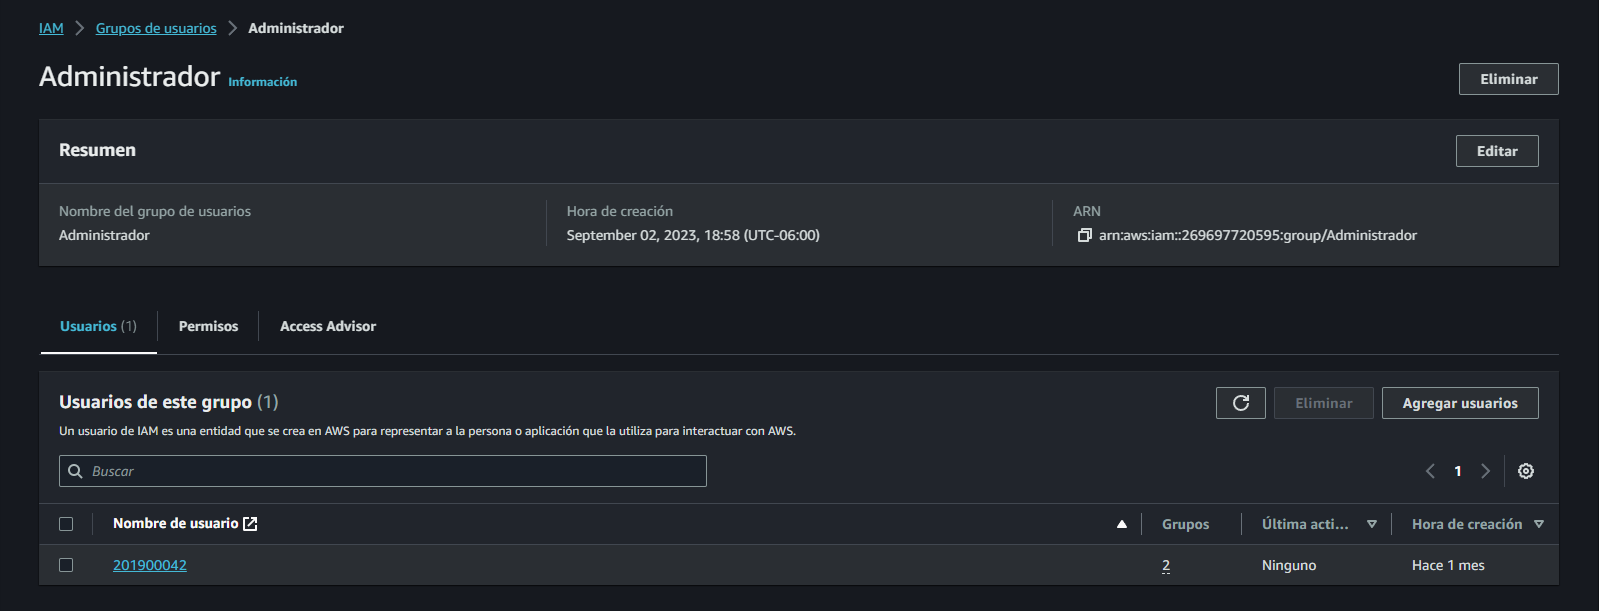 IAM > Grupos de usuarios > Administrador
Administrador Información
Eliminar
Resumen
Editar
Nombre del grupo de usuarios
Administrador
Hora de creación
September 02, 2023, 18:58 (UTC-06:00)
ARN
arn:aws:iam::269697720595:group/Administrador
Usuarios (1)
Permisos
Access Advisor
Usuarios de este grupo (1)
Eliminar
Agregar usuarios
Un usuario de IAM es una entidad que se crea en AWS para representar a la persona o aplicación que la utiliza para interactuar con AWS.
Buscar
1
Nombre de usuario Grupos Última acti... Hora de creación
201900042 2 Ninguno Hace 1 mes